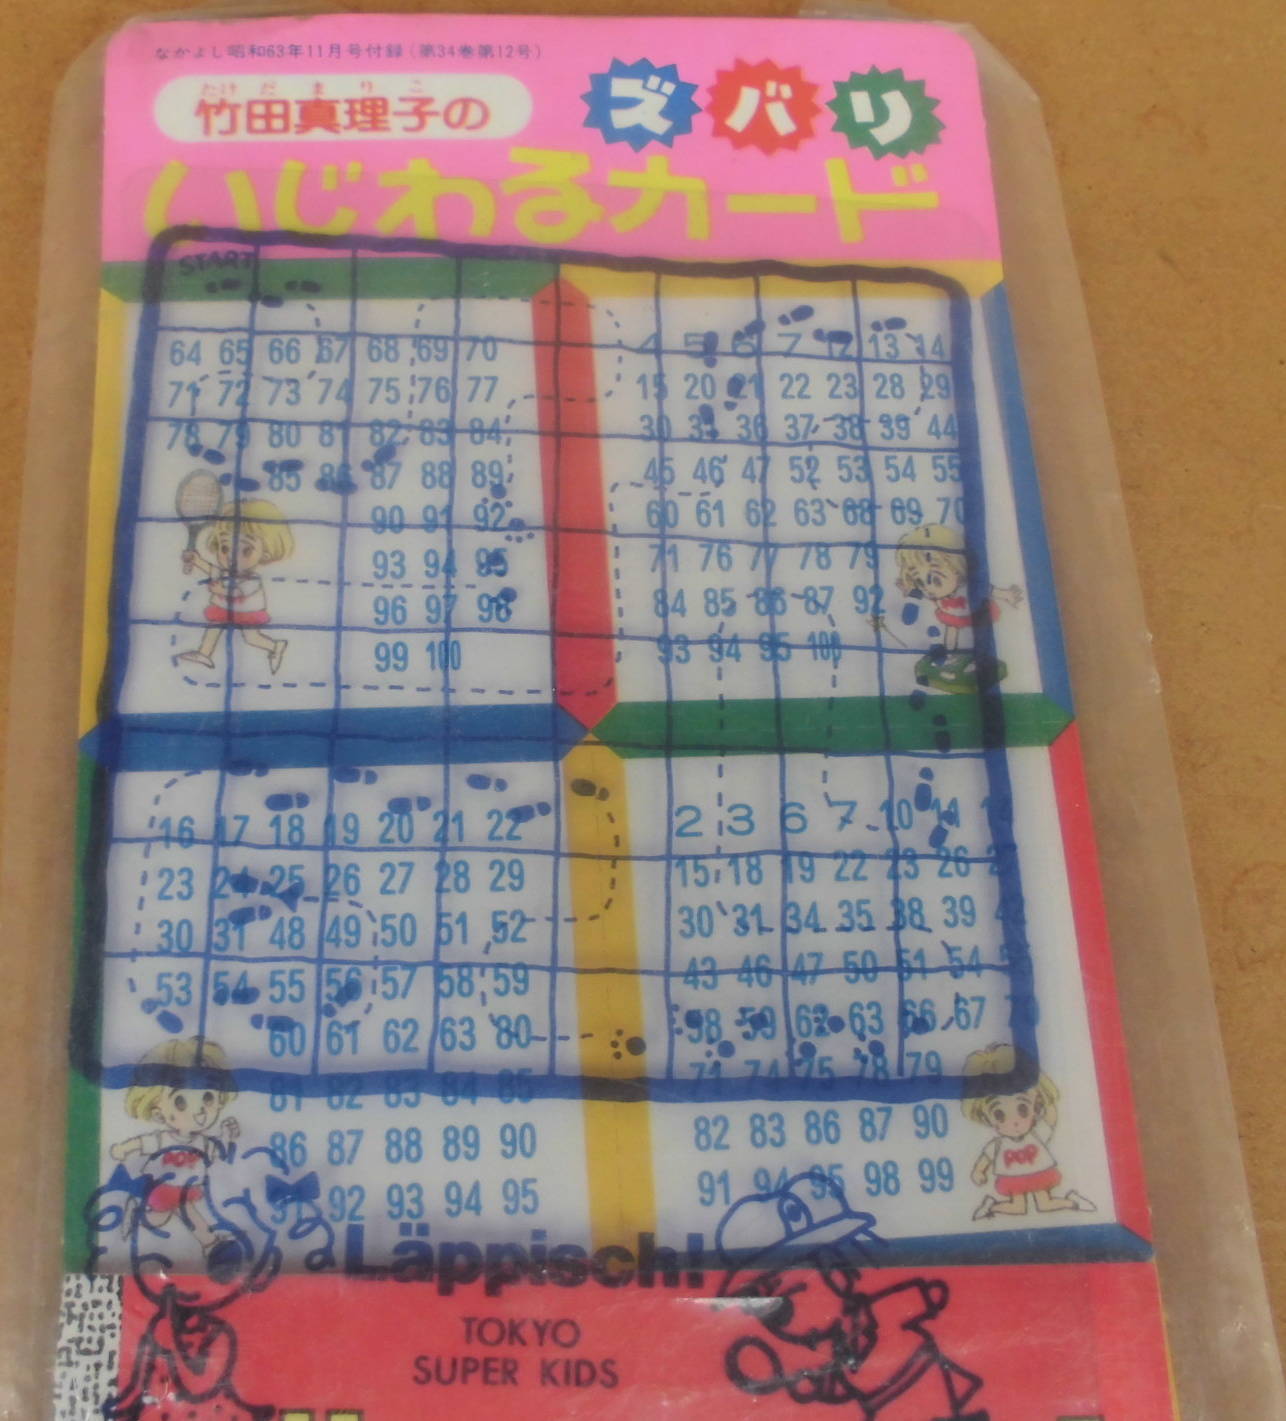 なかよし昭和63年11月号付録(第34巻第12号)
たけ だ ま り こ
竹田真理子の
ズバリ
いじわるカード
START
64 65 66 67 68 69 70
71 72 73 74 75 76 77
78 79 80 81 82 83 84
85 86 87 88 89
90 91 92
93 94 95
96 97 98
99 100
4 5 6 7 12 13 14
15 20 21 22 23 28 29
30 31 36 37 38 39 44
45 46 47 52 53 54 55
60 61 62 63 68 69 70
71 76 77 78 79
84 85 86 87 92
93 94 95 100
16 17 18 19 20 21 22
23 24 25 26 27 28 29
30 31 48 49 50 51 52
53 54 55 56 57 58 59
60 61 62 63 80
81 82 83 84 85
86 87 88 89 90
91 92 93 94 95
POP
2 3 6 7 10 11
15 18 19 22 23 26
30 31 34 35 38 39
43 46 47 50 51 54
58 59 62 63 66 67
71 74 75 78 79
82 83 86 87 90
91 94 95 98 99
POP
Läppisch!
TOKYO
SUPER KIDS